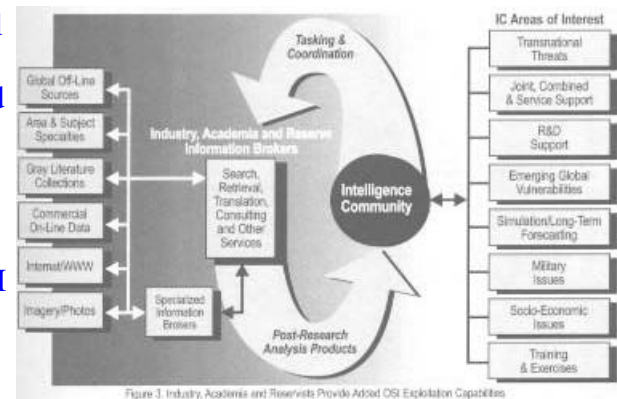 IC Areas of Interest
Tasking &
Coordination
Transnational
Threats
Global Off-Line
Sources
Joint, Combined
& Service Support
Area & Subject
Specialties
Industry, Academia and Reserve
Information Brokers
R&D
Support
Gray Literature
Collections
Search,
Retrieval,
Translation,
Consulting
and Other
Services
Intelligence
Community
Emerging Global
Vulnerabilities
Commercial
On-Line Data
Simulation/Long-Term
Forecasting
Internet/WWW
Military
Issues
Imagery/Photos
Specialized
Information
Brokers
Socio-Economic
Issues
Post-Research
Analysis Products
Training
& Exercises
Figure 3. Industry, Academia and Reservists Provide Added OSI Exploitation Capabilities